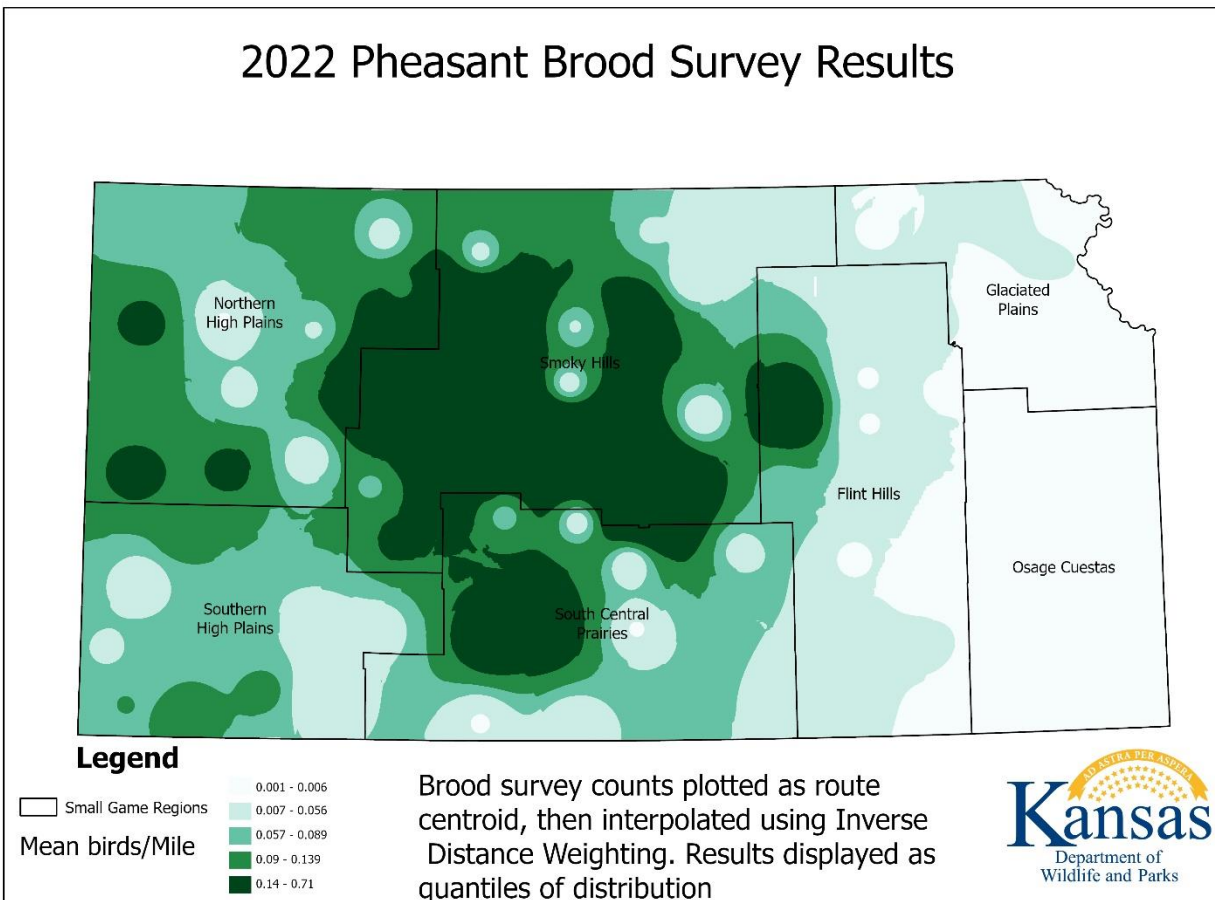 2022 Pheasant Brood Survey Results
Northern
High Plains
Smoky Hills
Glaciated
Plains
Flint Hills
Osage Cuestas
Southern
High Plains
South Central
Prairies
Legend
Small Game Regions
Mean birds/Mile
0.001 - 0.006
0.007 - 0.056
0.057 - 0.089
0.09 - 0.139
0.14 - 0.71
Brood survey counts plotted as route
centroid, then interpolated using Inverse
Distance Weighting. Results displayed as
quantiles of distribution
AD ASTRA PER ASPERA
Kansas
Department of
Wildlife and Parks